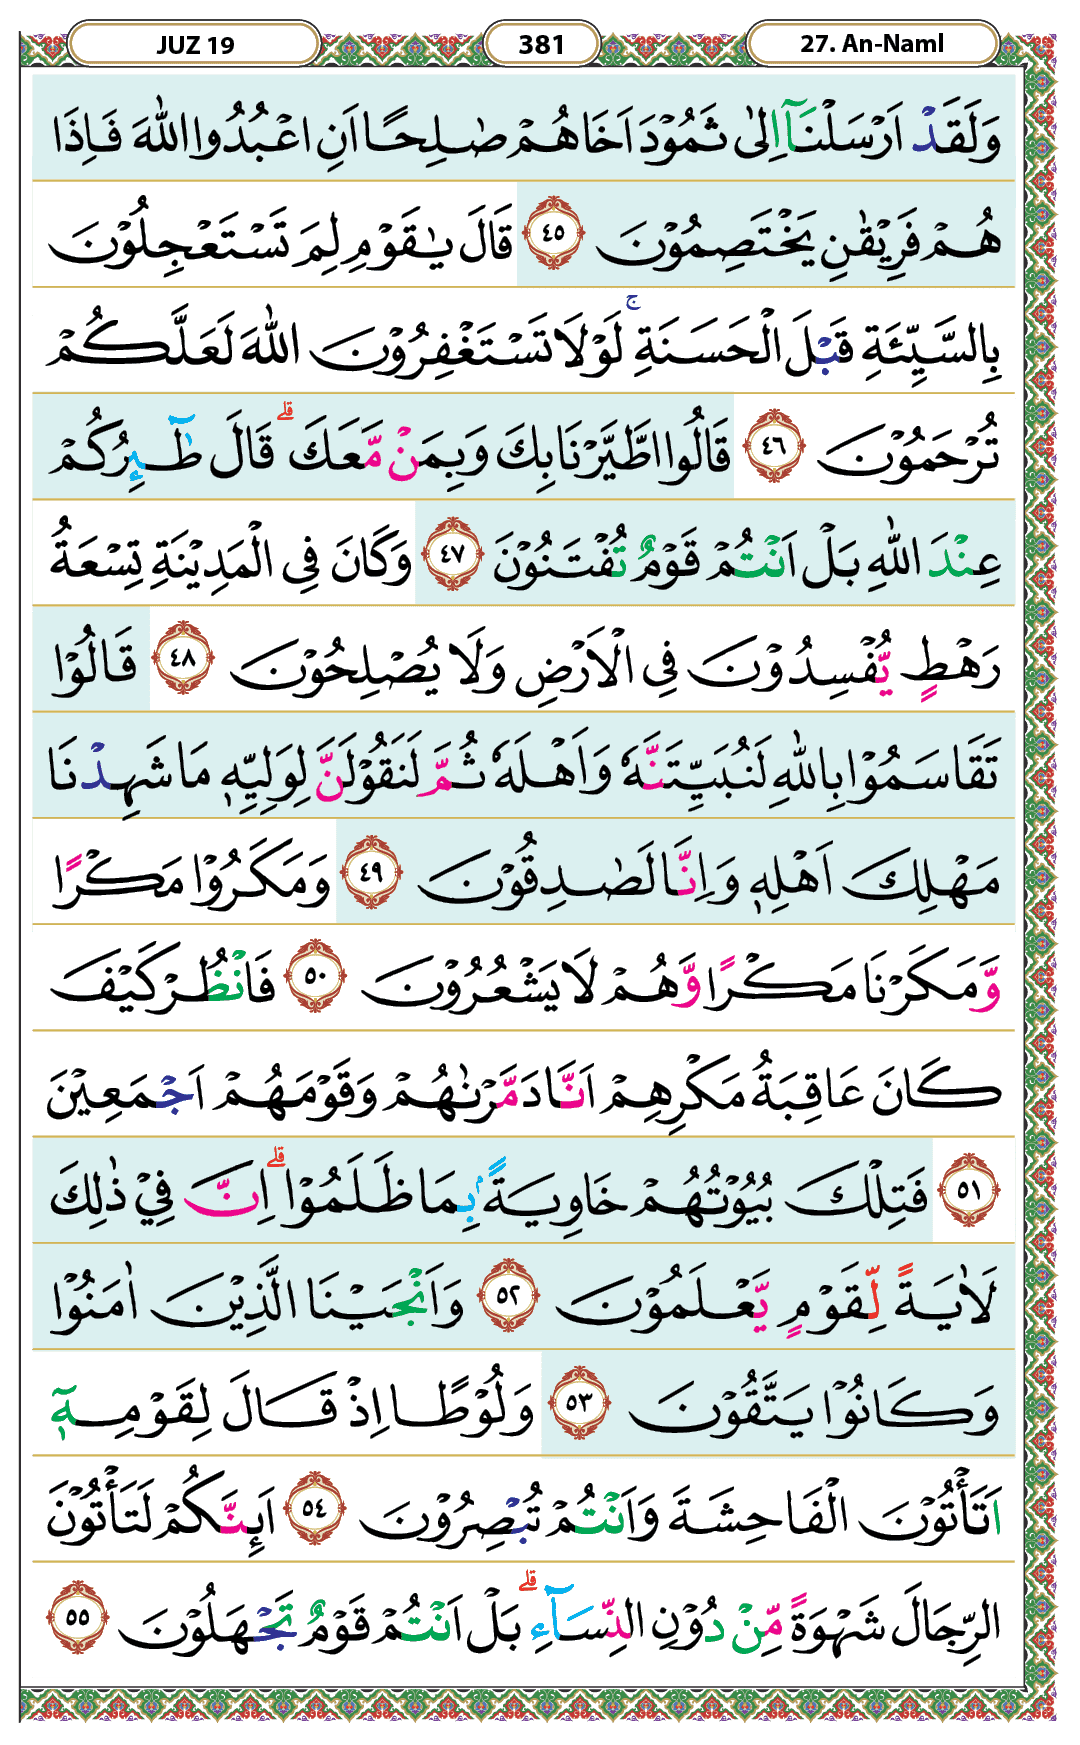 JUZ 19
381
27. An-Naml
وَلَقَدْ اَرْسَلْنَآ اِلٰى ثَمُوْدَ اَخَاهُمْ صٰلِحًا اَنِ اعْبُدُوا اللّٰهَ فَاِذَا
هُمْ فَرِيْقٰنِ يَخْتَصِمُوْنَ ٤٥ قَالَ يٰقَوْمِ لِمَ تَسْتَعْجِلُوْنَ
بِالسَّيِّئَةِ قَبْلَ الْحَسَنَةِۚ لَوْلَا تَسْتَغْفِرُوْنَ اللّٰهَ لَعَلَّكُمْ
تُرْحَمُوْنَ ٤٦ قَالُوا اطَّيَّرْنَا بِكَ وَبِمَنْ مَّعَكَۗ قَالَ طٰۤىِٕرُكُمْ
عِنْدَ اللّٰهِ بَلْ اَنْتُمْ قَوْمٌ تُفْتَنُوْنَ ٤٧ وَكَانَ فِى الْمَدِيْنَةِ تِسْعَةُ
رَهْطٍ يُّفْسِدُوْنَ فِى الْاَرْضِ وَلَا يُصْلِحُوْنَ ٤٨ قَالُوْا
تَقَاسَمُوْا بِاللّٰهِ لَنُبَيِّتَنَّهٗ وَاَهْلَهٗ ثُمَّ لَنَقُوْلَنَّ لِوَلِيِّهٖ مَا شَهِدْنَا
مَهْلِكَ اَهْلِهٖ وَاِنَّا لَصٰدِقُوْنَ ٤٩ وَمَكَرُوْا مَكْرًا
وَّمَكَرْنَا مَكْرًا وَّهُمْ لَا يَشْعُرُوْنَ ٥٠ فَانْظُرْ كَيْفَ
كَانَ عَاقِبَةُ مَكْرِهِمْ اَنَّا دَمَّرْنٰهُمْ وَقَوْمَهُمْ اَجْمَعِيْنَ
٥١ فَتِلْكَ بُيُوْتُهُمْ خَاوِيَةً ۢبِمَا ظَلَمُوْاۗ اِنَّ فِيْ ذٰلِكَ
لَاٰيَةً لِّقَوْمٍ يَّعْلَمُوْنَ ٥٢ وَاَنْجَيْنَا الَّذِيْنَ اٰمَنُوْا
وَكَانُوْا يَتَّقُوْنَ ٥٣ وَلُوْطًا اِذْ قَالَ لِقَوْمِهٖٓ
اَتَأْتُوْنَ الْفَاحِشَةَ وَاَنْتُمْ تُبْصِرُوْنَ ٥٤ اَىِٕنَّكُمْ لَتَأْتُوْنَ
الرِّجَالَ شَهْوَةً مِّنْ دُوْنِ النِّسَاۤءِۗ بَلْ اَنْتُمْ قَوْمٌ تَجْهَلُوْنَ ٥٥